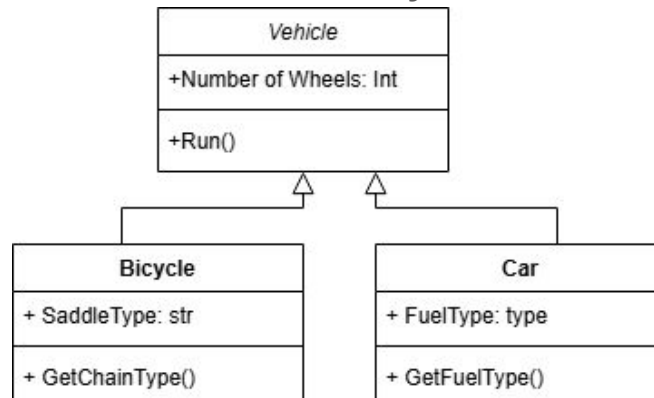 Vehicle
+Number of Wheels: Int
+Run()
Bicycle
+ SaddleType: str
+ GetChainType()
Car
+ FuelType: type
+ GetFuelType()